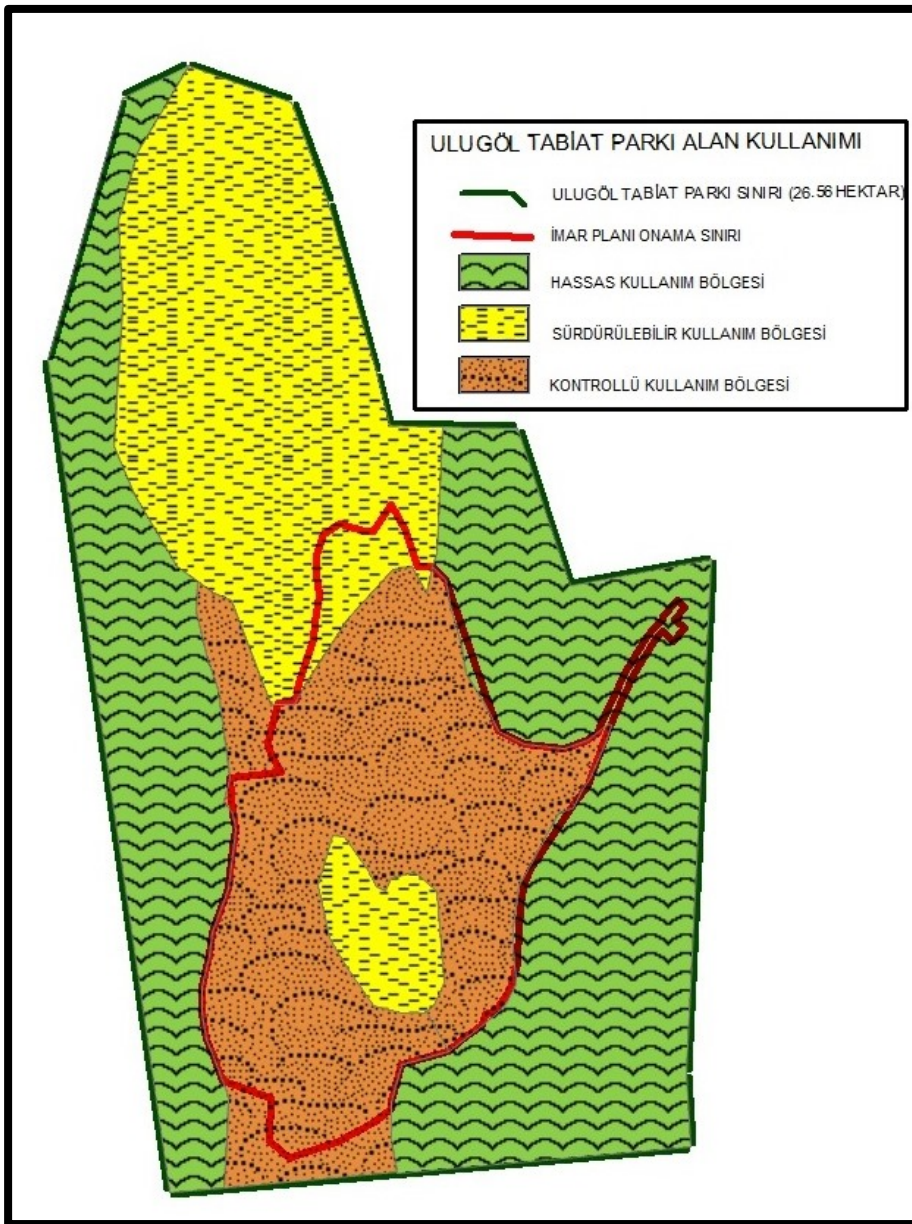 ULUGÖL TABİAT PARKI ALAN KULLANIMI
ULUGÖL TABİAT PARKI SINIRI (26.56 HEKTAR)
İMAR PLANI ONAMA SINIRI
HASSAS KULLANIM BÖLGESİ
SÜRDÜRÜLEBİLİR KULLANIM BÖLGESİ
KONTROLLÜ KULLANIM BÖLGESİ